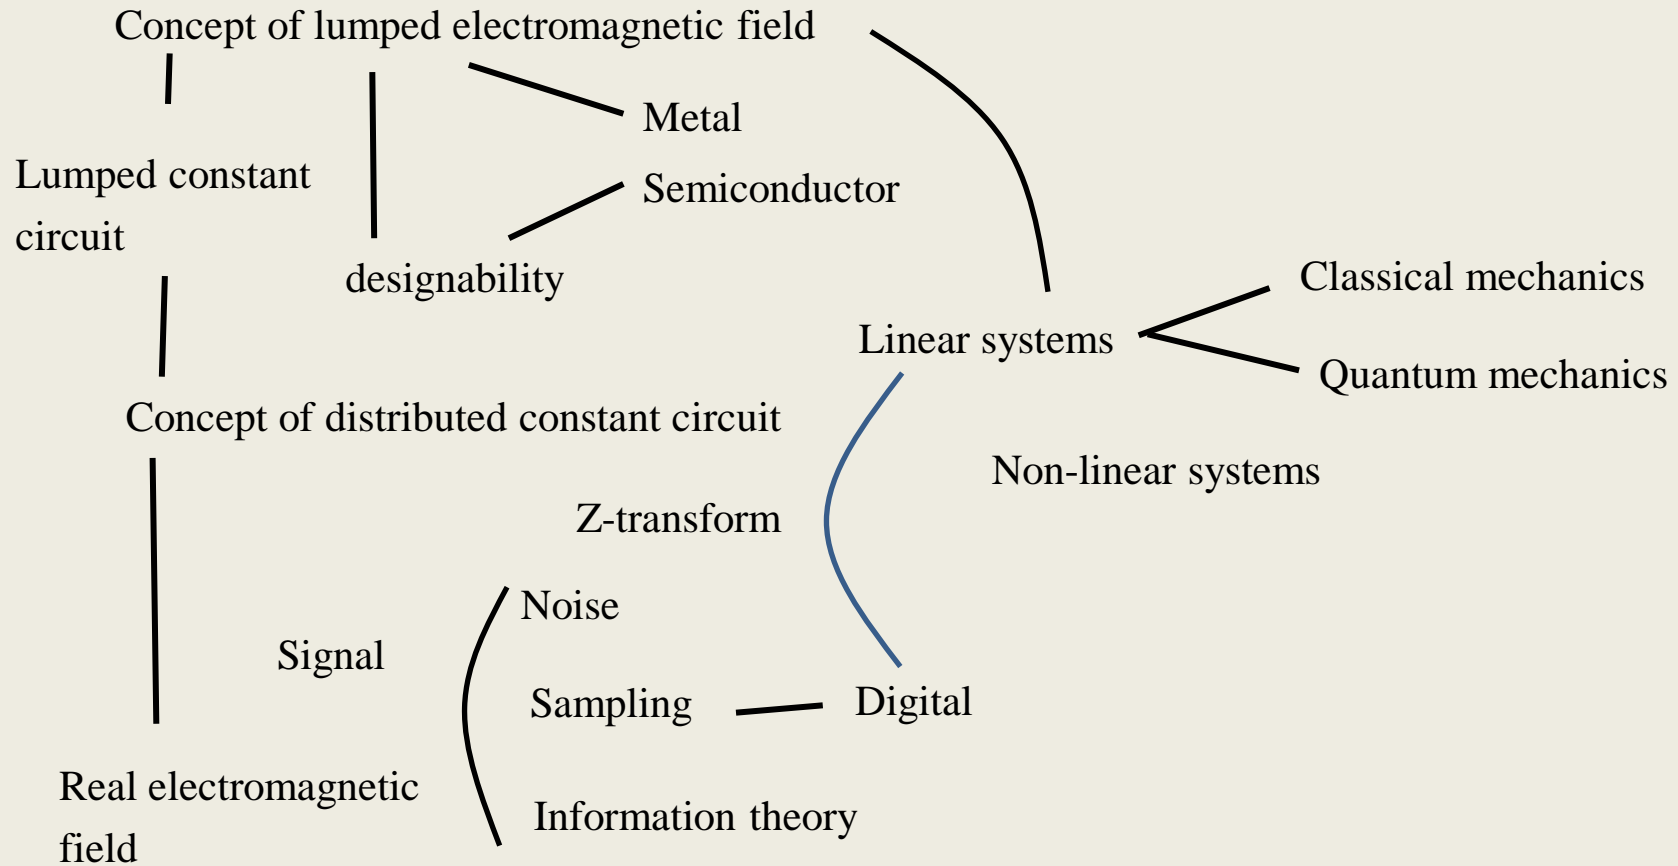 Concept of lumped electromagnetic field
Metal
Lumped constant
circuit
Semiconductor
designability
Classical mechanics
Linear systems
Quantum mechanics
Concept of distributed constant circuit
Non-linear systems
Z-transform
Noise
Signal
Sampling
Digital
Real electromagnetic
field
Information theory